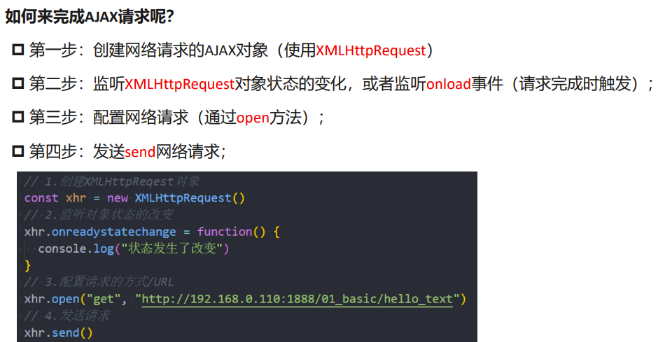 如何来完成AJAX请求呢?
第一步：创建网络请求的AJAX对象（使用XMLHttpRequest）
第二步：监听XMLHttpRequest对象状态的变化，或者监听onload事件（请求完成时触发）；
第三步：配置网络请求（通过open方法）；
第四步：发送send网络请求；
// 1.创建XMLHttpReqest对象
const xhr = new XMLHttpRequest()
// 2.监听对象状态的改变
xhr.onreadystatechange = function() {
console.log("状态发生了改变")
}
// 3.配置请求的方式/URL
xhr.open("get", "http://192.168.0.110:1888/01_basic/hello_text")
// 4.发送请求
xhr.send()